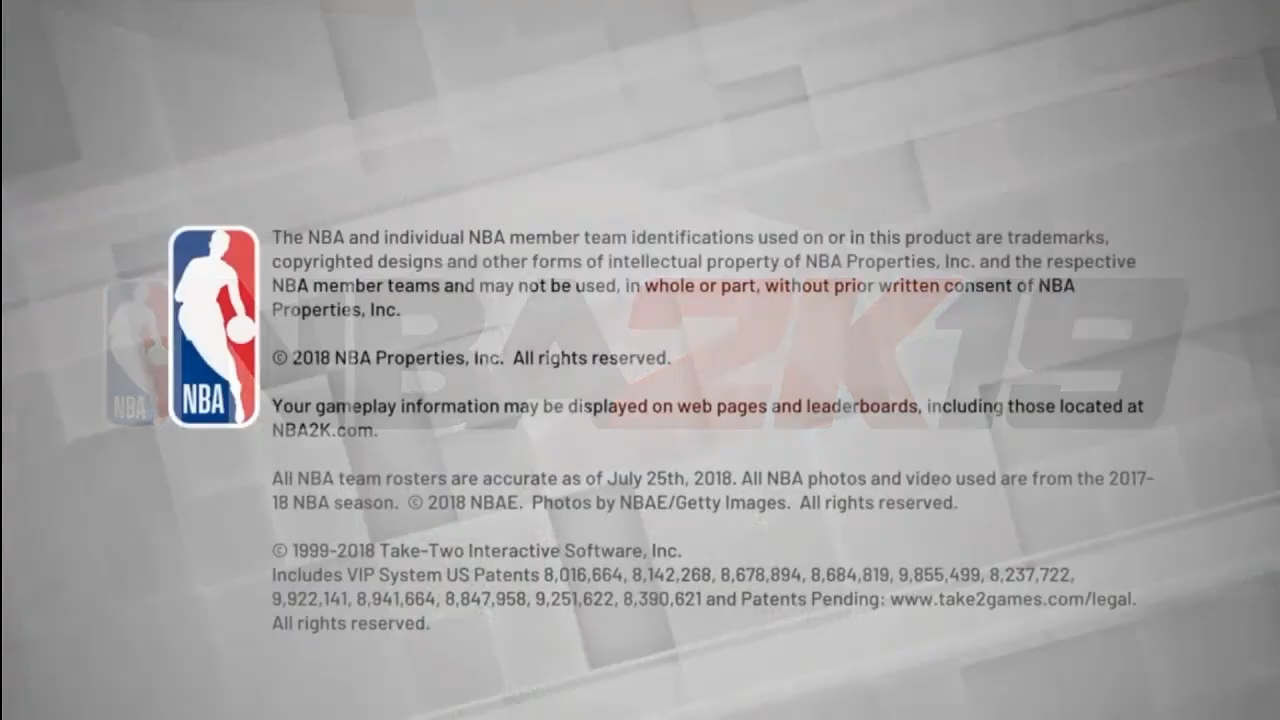 The NBA and individual NBA member team identifications used on or in this product are trademarks,
copyrighted designs and other forms of intellectual property of NBA Properties, Inc. and the respective
NBA member teams and may not be used, in whole or part, without prior written consent of NBA
Properties, Inc.
© 2018 NBA Properties, Inc. All rights reserved.
Your gameplay information may be displayed on web pages and leaderboards, including those located at
NBA2K.com.
All NBA team rosters are accurate as of July 25th, 2018. All NBA photos and video used are from the 2017-
18 NBA season. © 2018 NBAE. Photos by NBAE/Getty Images. All rights reserved.
© 1999-2018 Take-Two Interactive Software, Inc.
Includes VIP System US Patents 8,016,664, 8,142,268, 8,678,894, 8,684,819, 9,855,499, 8,237,722,
9,922,141, 8,941,664, 8,847,958, 9,251,622, 8,390,621 and Patents Pending: www.take2games.com/legal.
All rights reserved.
NBA
NBA
NBA2K19